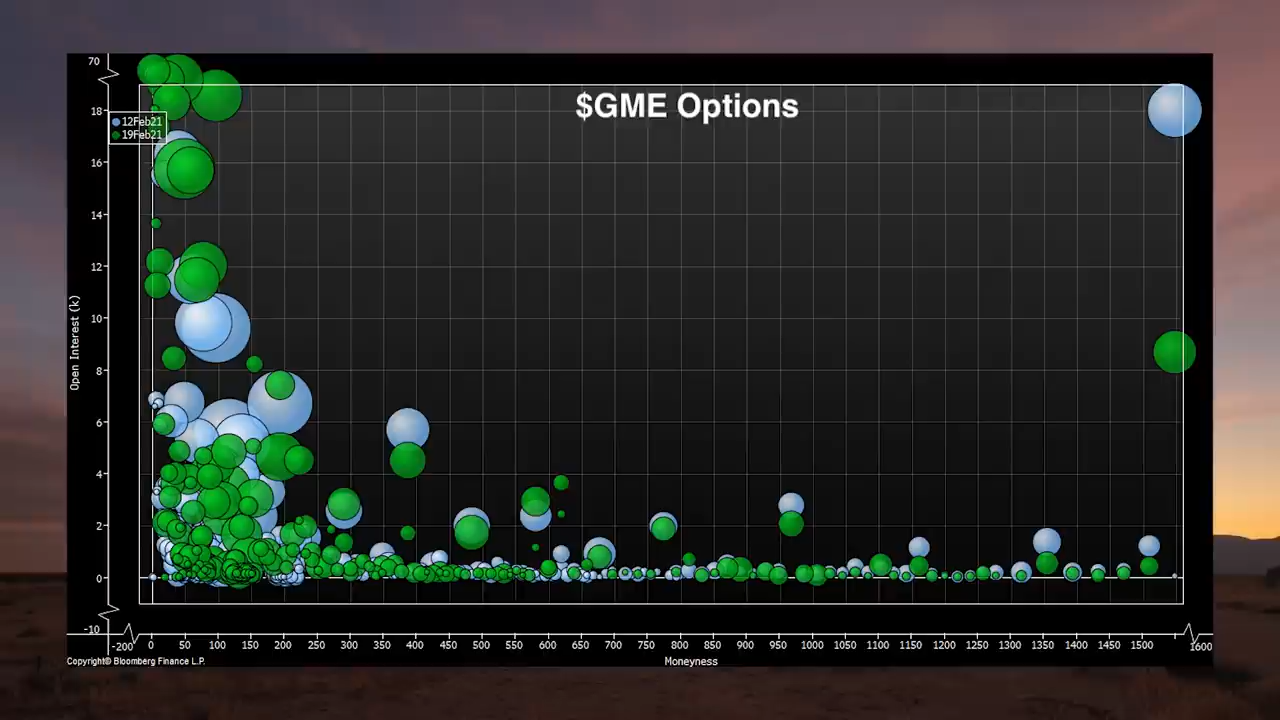 $GME Options
12Feb21
19Feb21
Open Interest (k)
70
18
16
14
12
10
8
6
4
2
0
-10
-200 0 50 100 150 200 250 300 350 400 450 500 550 600 650 700 750 800 850 900 950 1000 1050 1100 1150 1200 1250 1300 1350 1400 1450 1500 1600
Copyright© Bloomberg Finance L.P.
Moneyness